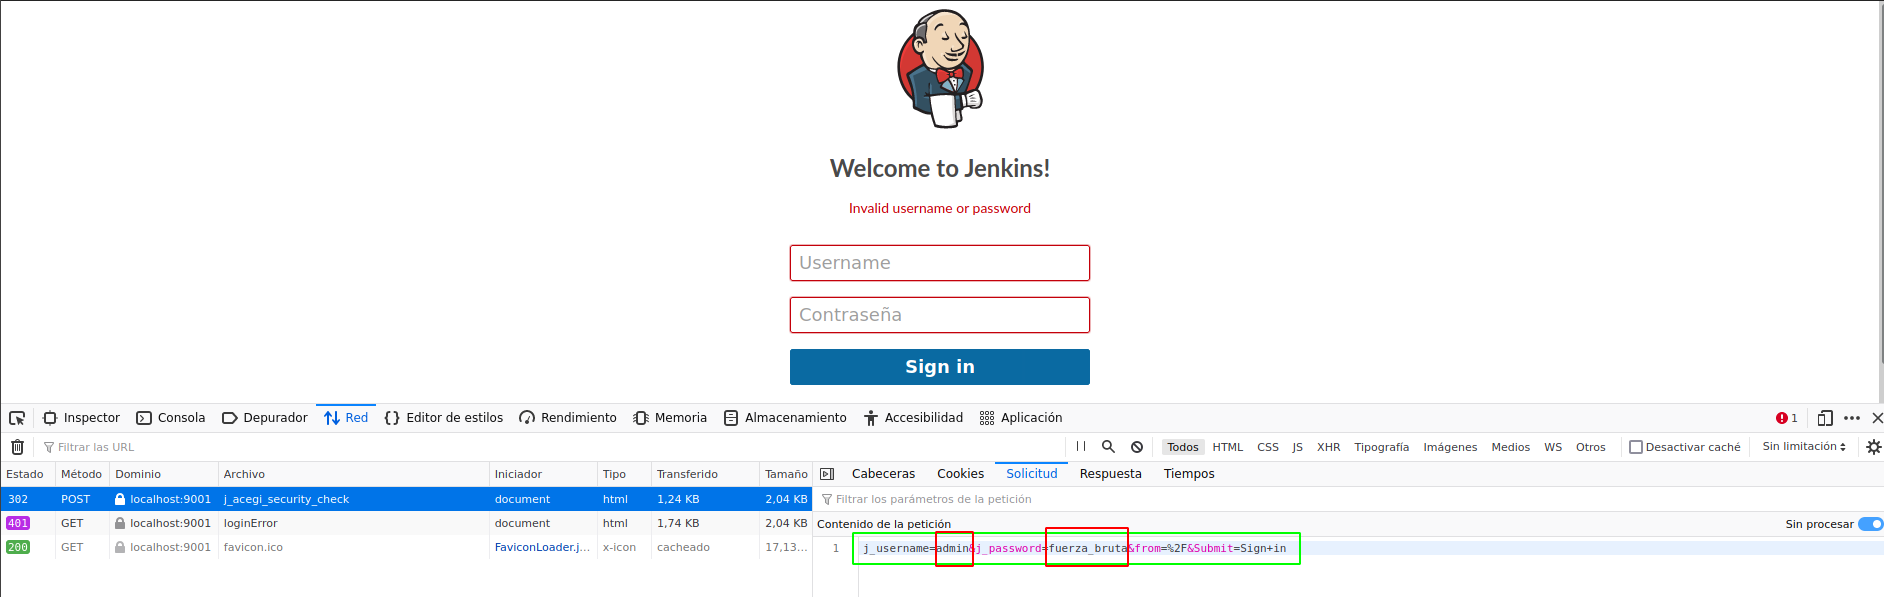 Welcome to Jenkins!
Invalid username or password
Username
Contraseña
Sign in
Inspector Consola Depurador Red Editor de estilos Rendimiento Memoria Almacenamiento Accesibilidad Aplicación 1
Filtrar las URL Todos HTML CSS JS XHR Tipografía Imágenes Medios WS Otros Desactivar caché Sin limitación
Estado Método Dominio Archivo Iniciador Tipo Transferido Tamaño Cabeceras Cookies Solicitud Respuesta Tiempos
302 POST localhost:9001 j_acegi_security_check document html 1,24 KB 2,04 KB Filtrar los parámetros de la petición
401 GET localhost:9001 loginError document html 1,74 KB 2,04 KB Contenido de la petición Sin procesar
200 GET localhost:9001 favicon.ico FaviconLoader.j... x-icon cacheado 17,13... 1 j_username=admin&j_password=fuerza_bruta&from=%2F&Submit=Sign+in